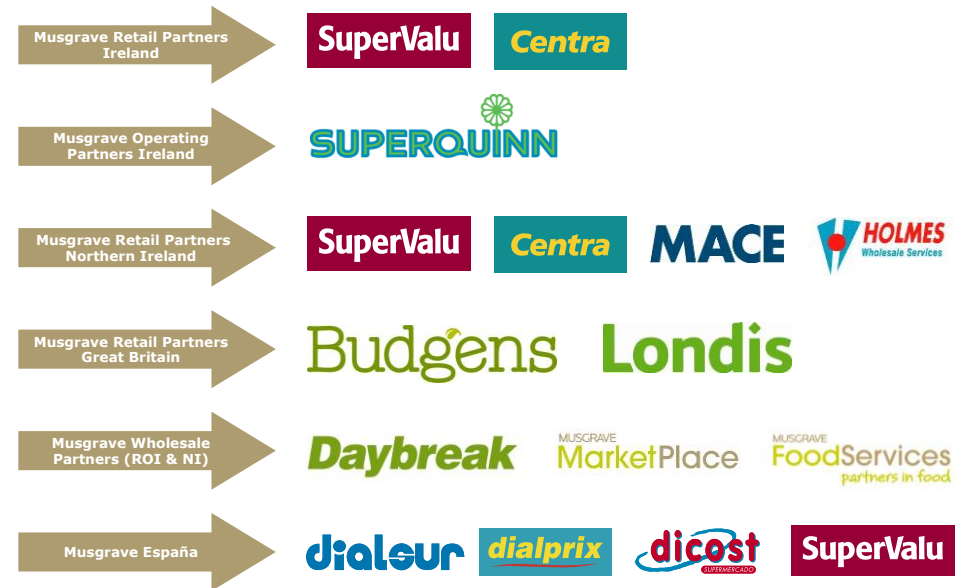 Musgrave Retail Partners
Ireland
SuperValu
Centra
Musgrave Operating
Partners Ireland
SUPERQUINN
Musgrave Retail Partners
Northern Ireland
SuperValu
Centra
MACE
HOLMES
Wholesale Services
Musgrave Retail Partners
Great Britain
Budgens
Londis
Musgrave Wholesale
Partners (ROI & NI)
Daybreak
MUSGRAVE
MarketPlace
MUSGRAVE
FoodServices
partners in food
Musgrave España
dialsur
dialprix
dicost
SUPERMERCADO
SuperValu